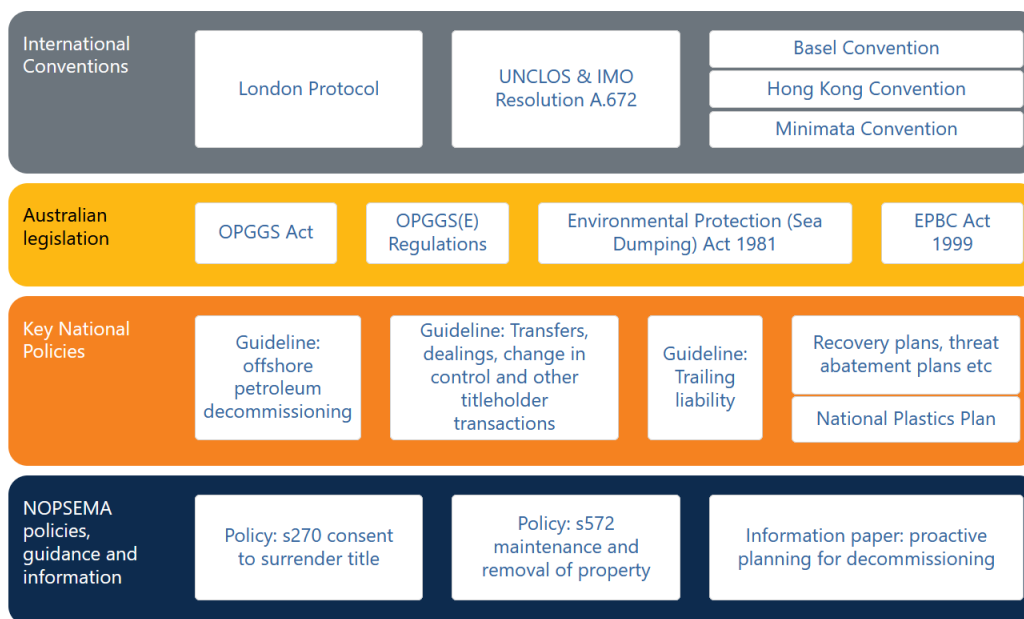 International
Conventions
London Protocol
UNCLOS & IMO
Resolution A.672
Basel Convention
Hong Kong Convention
Minimata Convention
Australian
legislation
OPGGS Act
OPGGS(E)
Regulations
Environmental Protection (Sea
Dumping) Act 1981
EPBC Act
1999
Key National
Policies
Guideline:
offshore
petroleum
decommissioning
Guideline: Transfers,
dealings, change in
control and other
titleholder
transactions
Guideline:
Trailing
liability
Recovery plans, threat
abatement plans etc
National Plastics Plan
NOPSEMA
policies,
guidance and
information
Policy: s270 consent
to surrender title
Policy: s572
maintenance and
removal of property
Information paper: proactive
planning for decommissioning